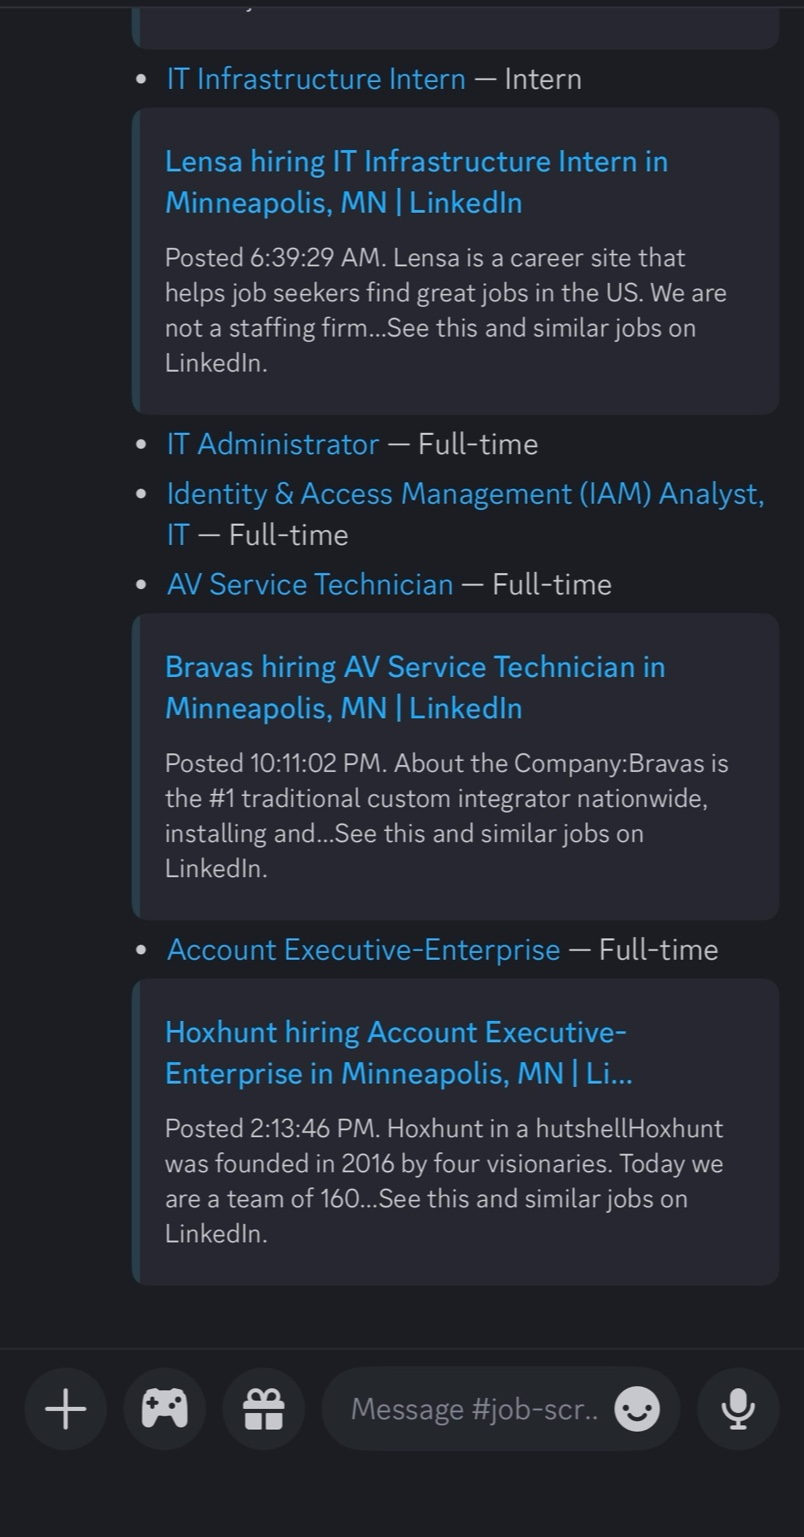 • IT Infrastructure Intern — Intern
Lensa hiring IT Infrastructure Intern in
Minneapolis, MN | LinkedIn
Posted 6:39:29 AM. Lensa is a career site that
helps job seekers find great jobs in the US. We are
not a staffing firm...See this and similar jobs on
LinkedIn.
• IT Administrator — Full-time
• Identity & Access Management (IAM) Analyst,
IT — Full-time
• AV Service Technician — Full-time
Bravas hiring AV Service Technician in
Minneapolis, MN | LinkedIn
Posted 10:11:02 PM. About the Company:Bravas is
the #1 traditional custom integrator nationwide,
installing and...See this and similar jobs on
LinkedIn.
• Account Executive-Enterprise — Full-time
Hoxhunt hiring Account Executive-
Enterprise in Minneapolis, MN | Li...
Posted 2:13:46 PM. Hoxhunt in a hutshellHoxhunt
was founded in 2016 by four visionaries. Today we
are a team of 160...See this and similar jobs on
LinkedIn.
Message #job-scr..